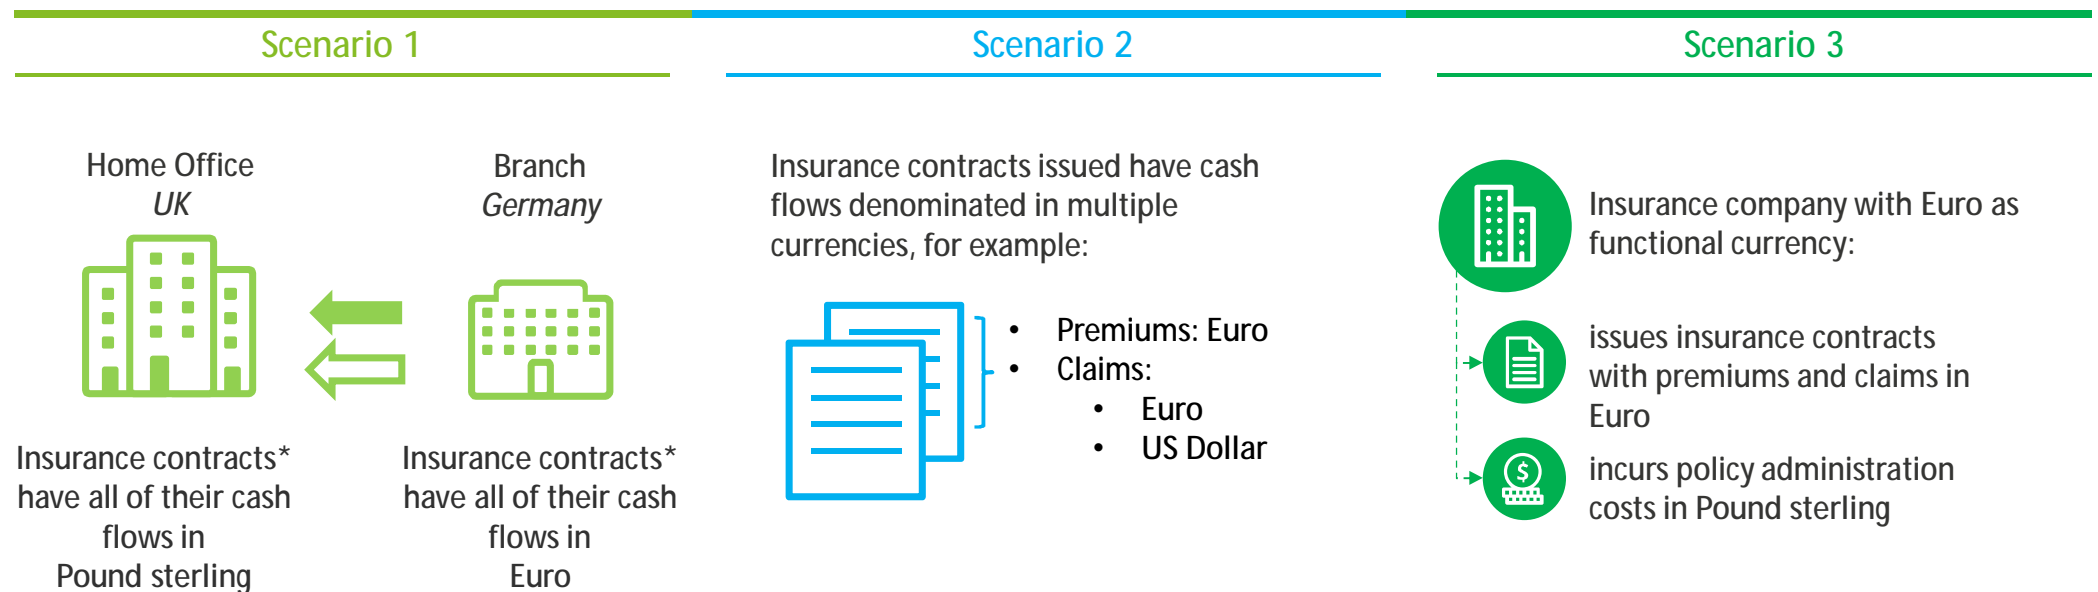 Scenario 1
Home Office
UK
Branch
Germany
Insurance contracts*
have all of their cash
flows in
Pound sterling
Insurance contracts*
have all of their cash
flows in
Euro
Scenario 2
Insurance contracts issued have cash
flows denominated in multiple
currencies, for example:
• Premiums: Euro
• Claims:
• Euro
• US Dollar
Scenario 3
Insurance company with Euro as
functional currency:
issues insurance contracts
with premiums and claims in
Euro
$
incurs policy administration
costs in Pound sterling